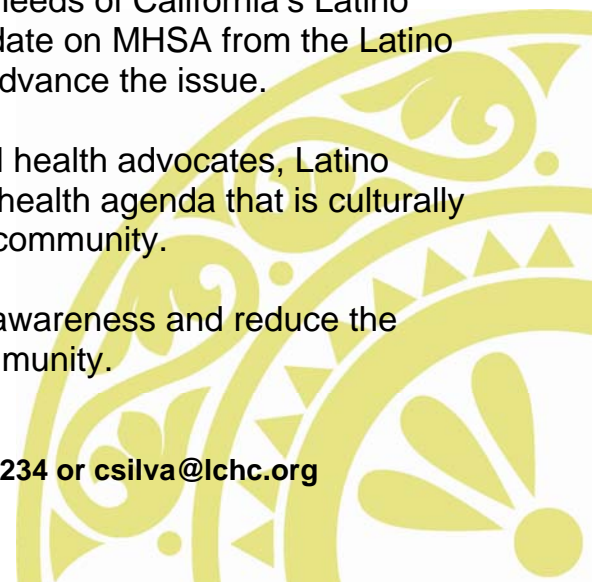 needs of California's Latino
date on MHSA from the Latino
advance the issue.
health advocates, Latino
health agenda that is culturally
community.
awareness and reduce the
munity.
234 or csilva@lchc.org